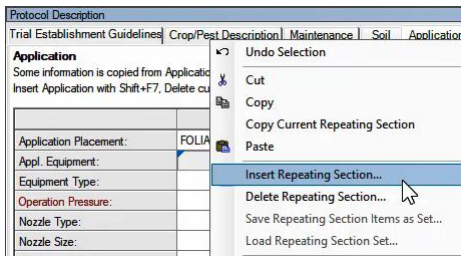 Protocol Description
Trial Establishment Guidelines Crop/Pest Description Maintenance Soil Application
Application
Some information is copied from Applicatio
Insert Application with Shift+F7, Delete cu
Application Placement: FOLIA
Appl. Equipment:
Equipment Type:
Operation Pressure:
Nozzle Type:
Nozzle Size:
Undo Selection
Cut
Copy
Copy Current Repeating Section
Paste
Insert Repeating Section...
Delete Repeating Section...
Save Repeating Section Items as Set...
Load Repeating Section Set...